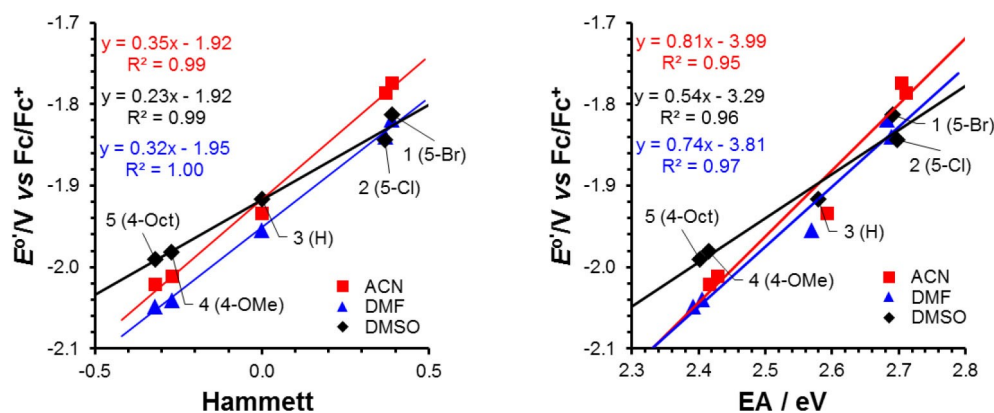 -1.7
y = 0.35x - 1.92
R² = 0.99
-1.8
y = 0.23x - 1.92
R² = 0.99
1 (5-Br)
y = 0.32x - 1.95
R² = 1.00
2 (5-Cl)
-1.9
5 (4-Oct)
3 (H)
-2.0
4 (4-OMe)
ACN
DMF
DMSO
-2.1
-0.5
0.0
0.5
E°'/V vs Fc/Fc⁺
Hammett
-1.7
y = 0.81x - 3.99
R² = 0.95
-1.8
y = 0.54x - 3.29
R² = 0.96
1 (5-Br)
y = 0.74x - 3.81
R² = 0.97
2 (5-Cl)
-1.9
5 (4-Oct)
3 (H)
-2.0
4 (4-OMe)
ACN
DMF
DMSO
-2.1
2.3
2.4
2.5
2.6
2.7
2.8
E°'/V vs Fc/Fc⁺
EA / eV